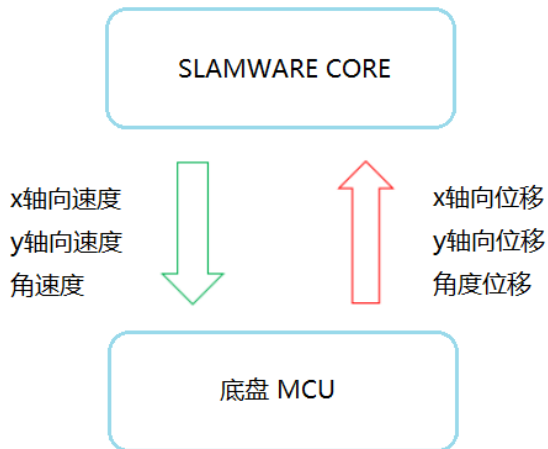 SLAMWARE CORE
x轴向速度
y轴向速度
角速度
x轴向位移
y轴向位移
角度位移
底盘 MCU